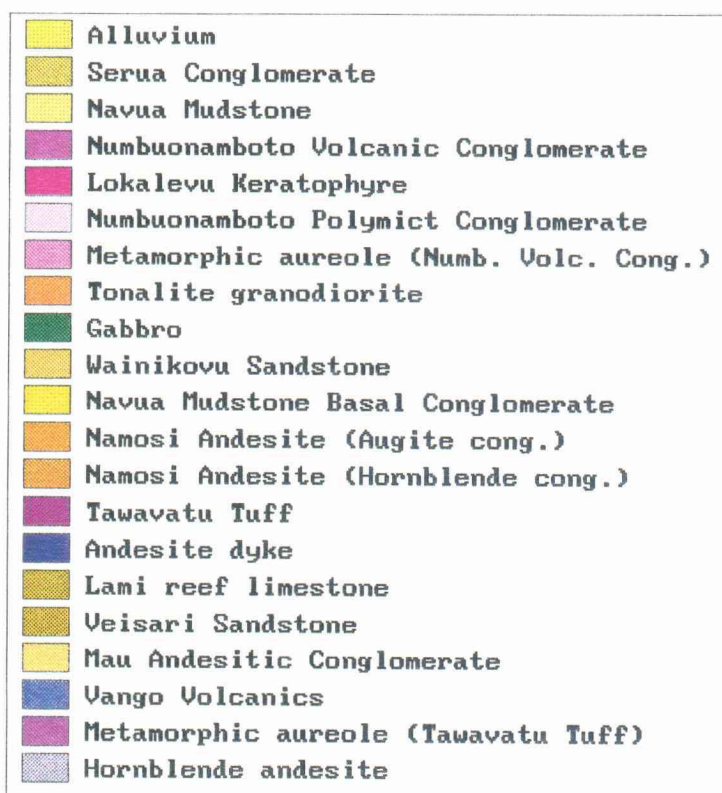 Alluvium
Serua Conglomerate
Navua Mudstone
Numbuonamboto Volcanic Conglomerate
Lokalevu Keratophyre
Numbuonamboto Polymict Conglomerate
Metamorphic aureole (Numb. Volc. Cong.)
Tonalite granodiorite
Gabbro
Wainikovu Sandstone
Navua Mudstone Basal Conglomerate
Namosi Andesite (Augite cong.)
Namosi Andesite (Hornblende cong.)
Tawavatu Tuff
Andesite dyke
Lami reef limestone
Veisari Sandstone
Mau Andesitic Conglomerate
Vango Volcanics
Metamorphic aureole (Tawavatu Tuff)
Hornblende andesite